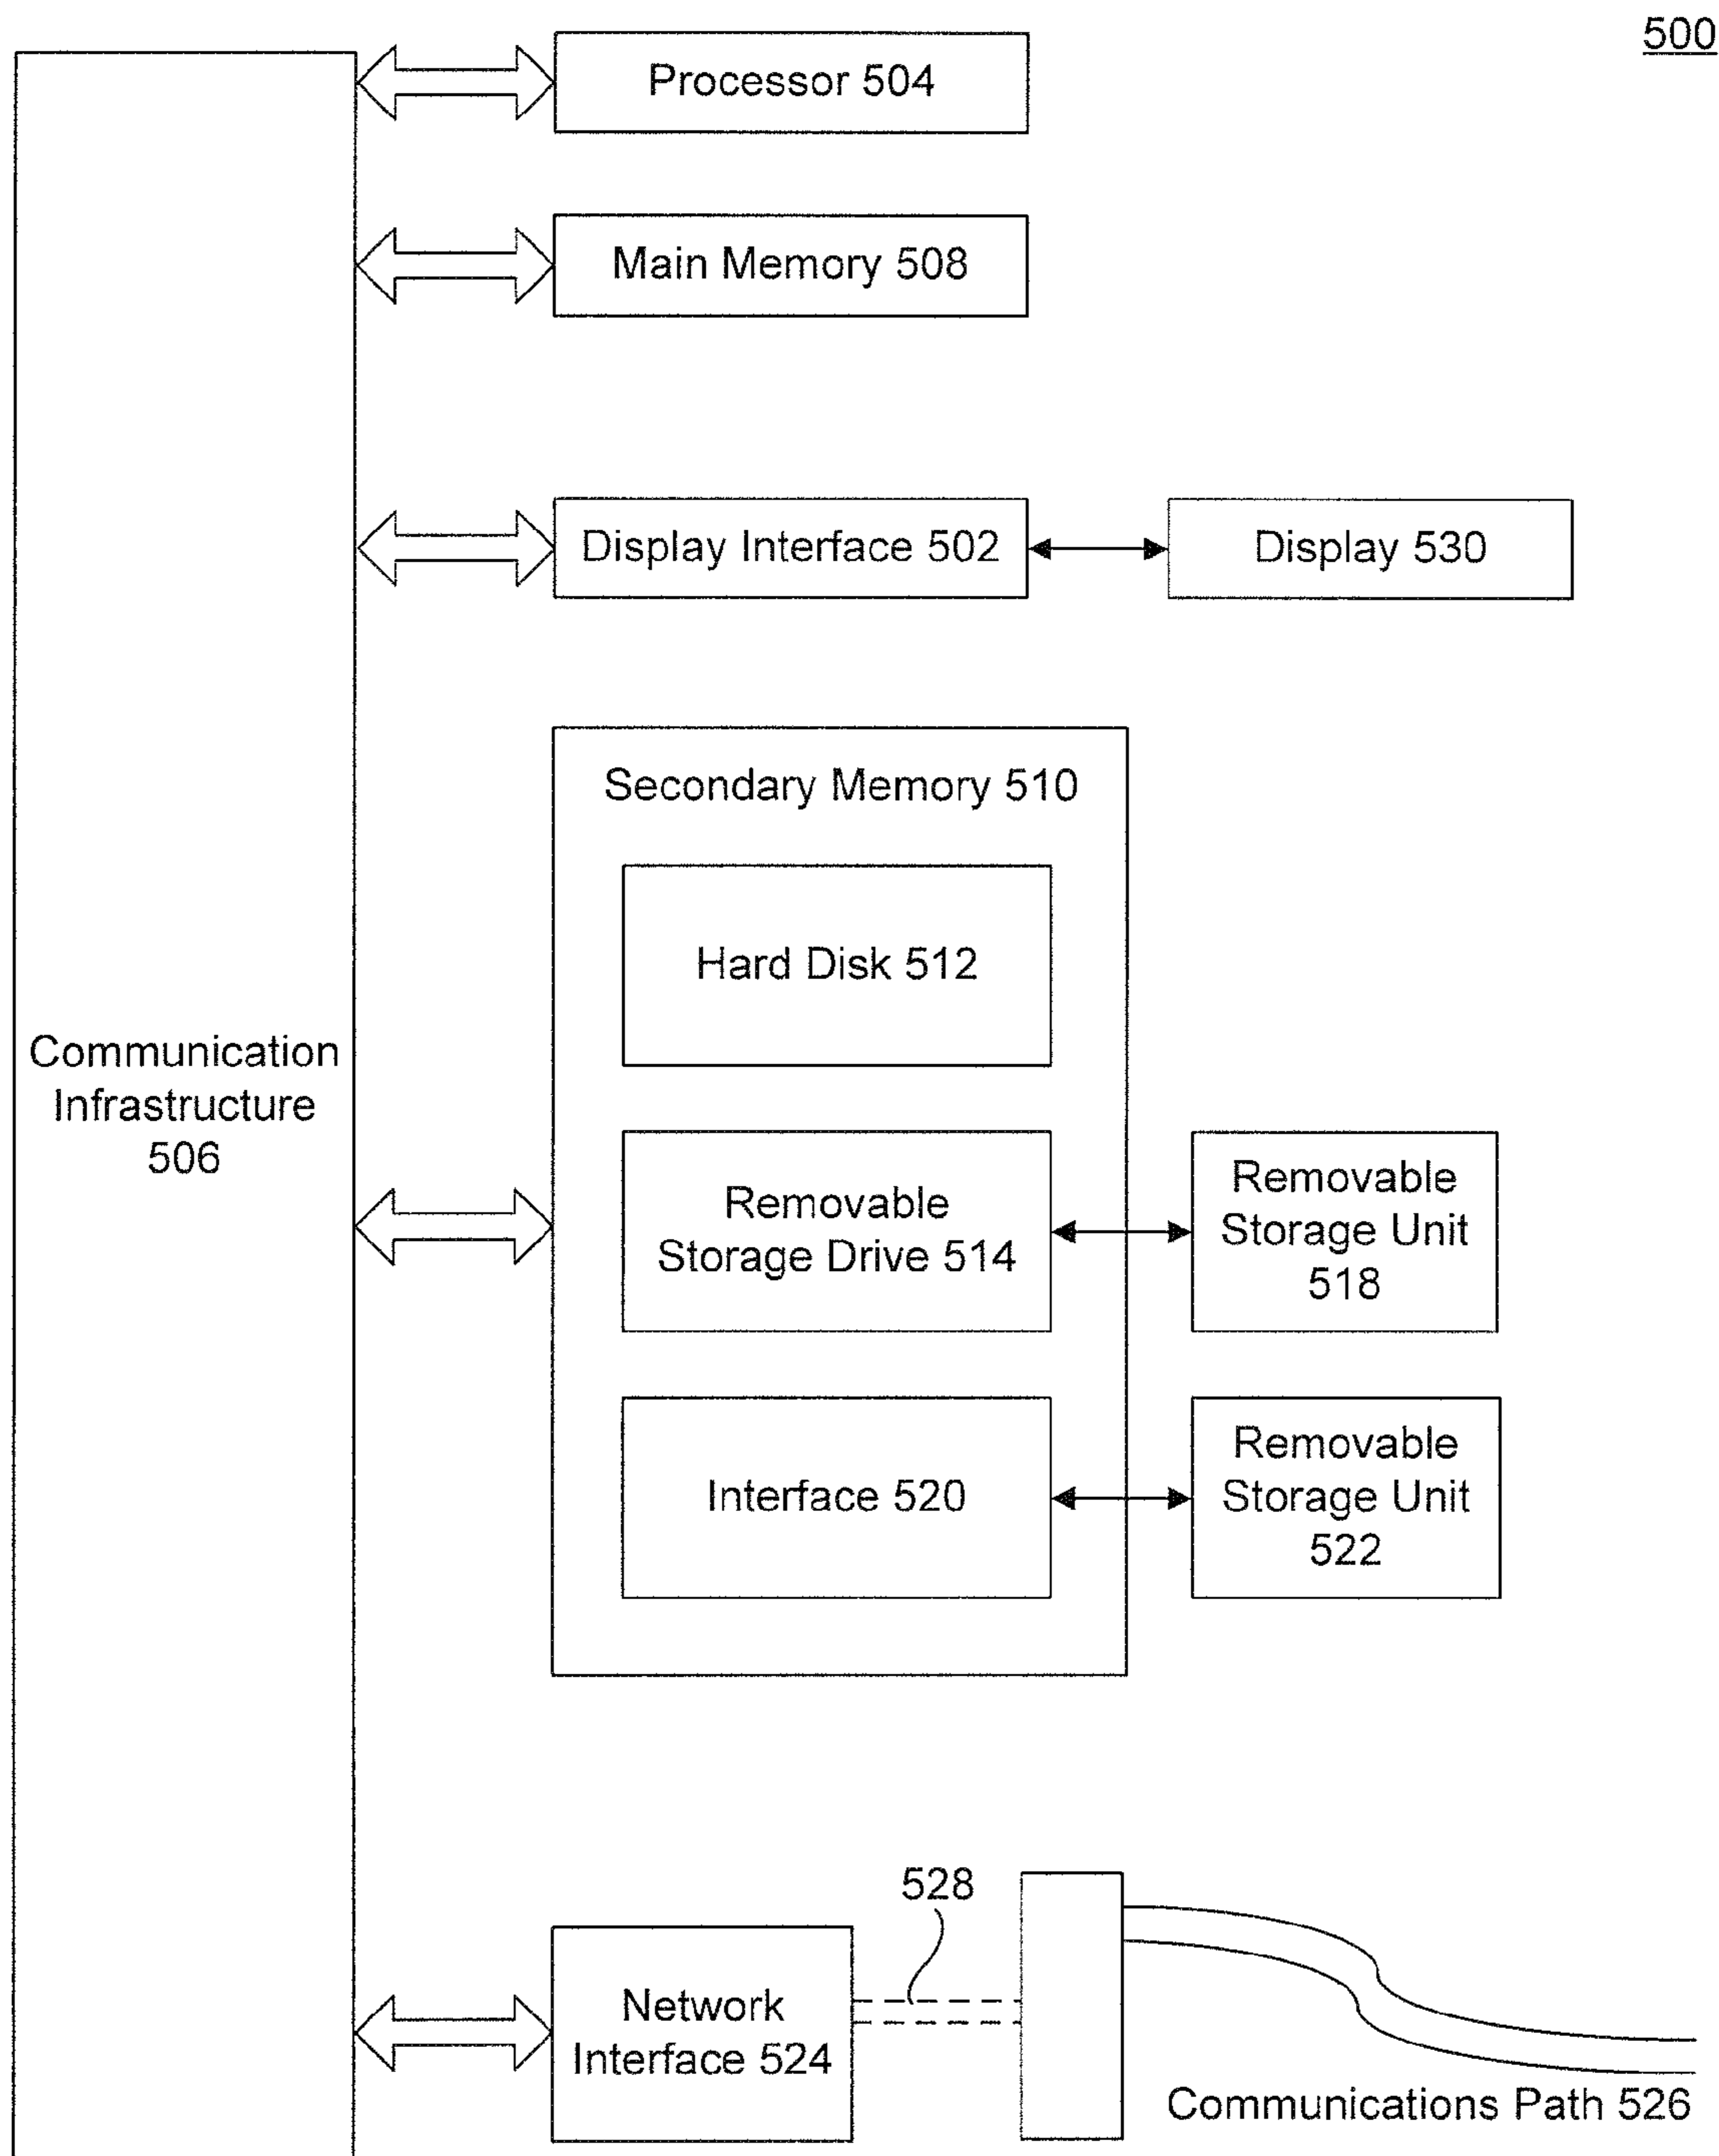 500
Processor 504
Main Memory 508
Display Interface 502
Display 530
Secondary Memory 510
Hard Disk 512
Communication
Infrastructure
506
Removable
Storage Drive 514
Removable
Storage Unit
518
Interface 520
Removable
Storage Unit
522
528
Network
Interface 524
Communications Path 526